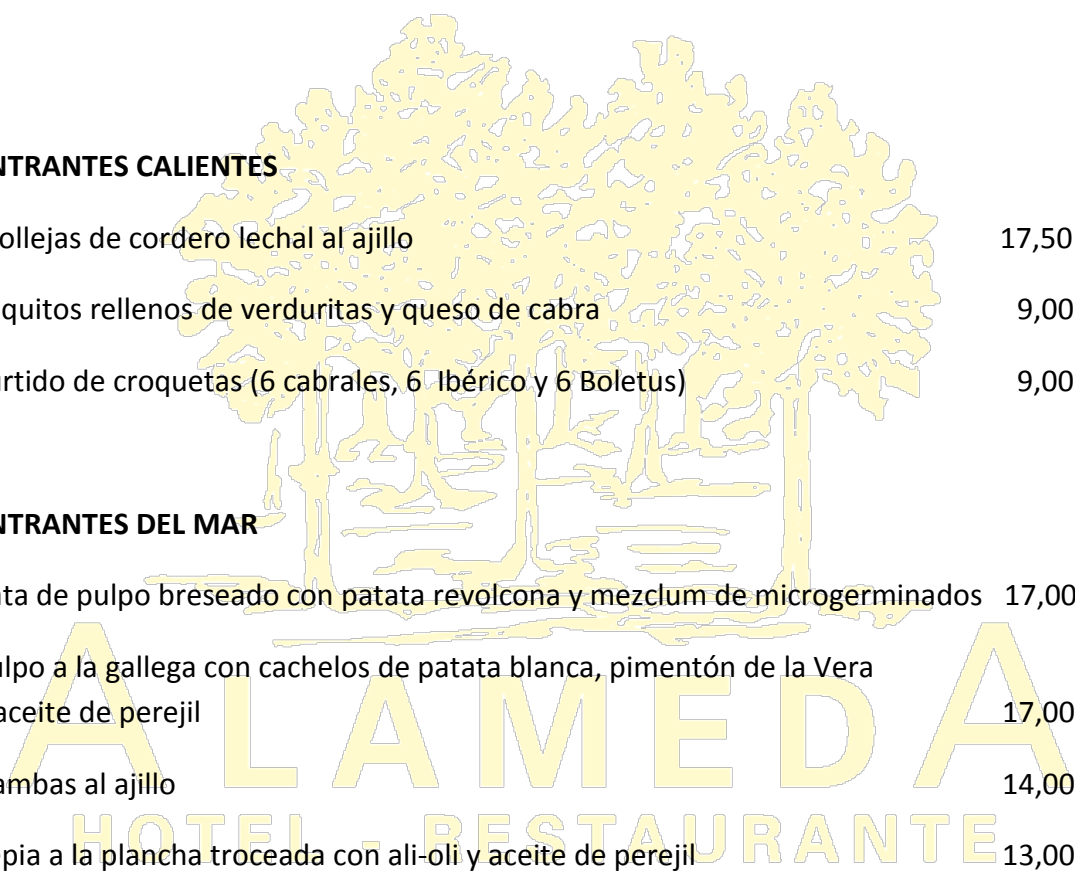 NTRANTES CALIENTES
ollejas de cordero lechal al ajillo 17,50
quitos rellenos de verduritas y queso de cabra 9,00
urtido de croquetas (6 cabrales, 6 Ibérico y 6 Boletus) 9,00
NTRANTES DEL MAR
ata de pulpo breseado con patata revolcona y mezclum de microgerminados 17,00
ulpo a la gallega con cachelos de patata blanca, pimentón de la Vera
aceite de perejil 17,00
ambas al ajillo 14,00
epia a la plancha troceada con ali-oli y aceite de perejil 13,00
ALAMEDA
HOTEL - RESTAURANTE